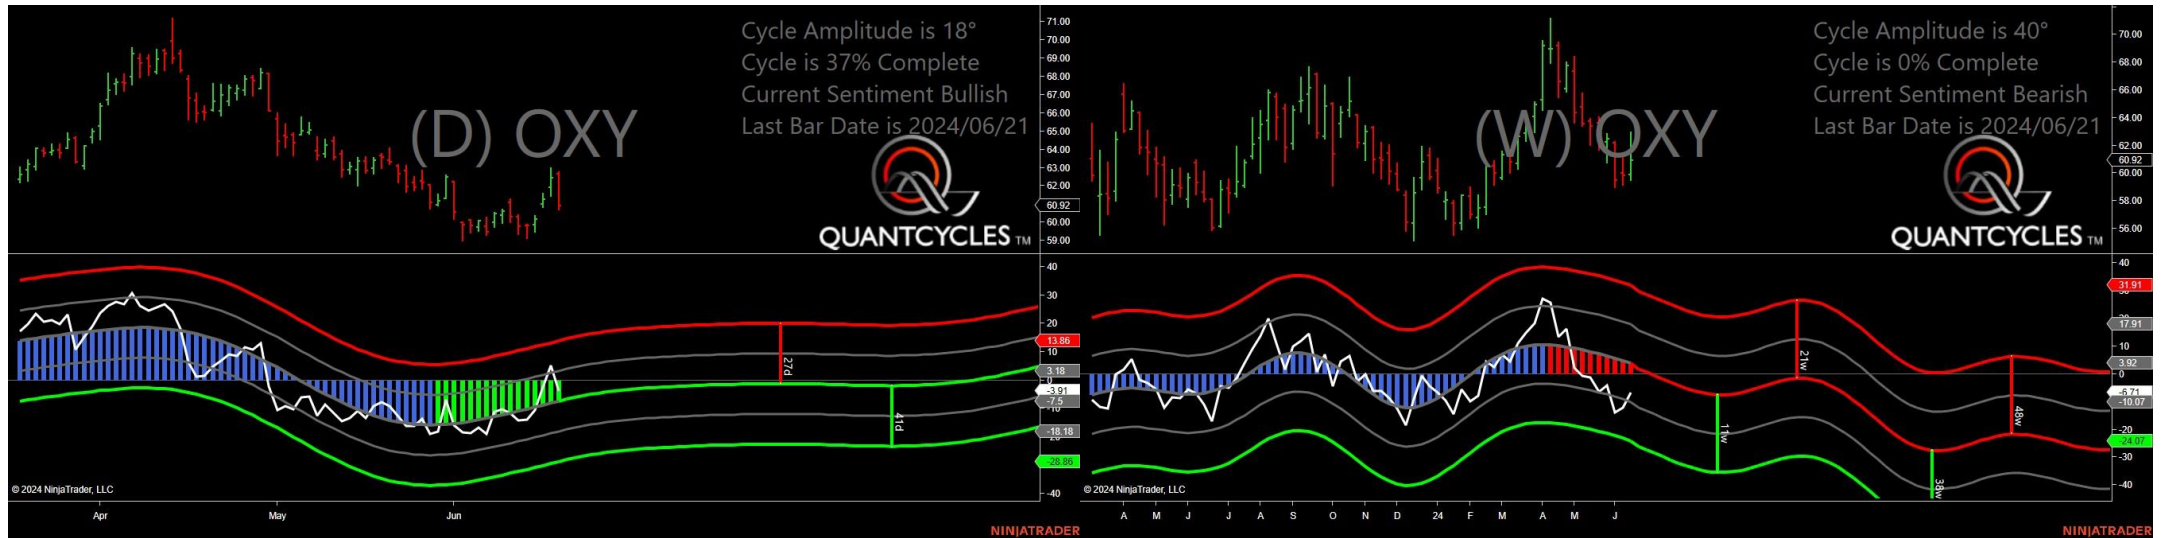 Cycle Amplitude is 18°
Cycle is 37% Complete
Current Sentiment Bullish
Last Bar Date is 2024/06/21
(D) OXY
QUANTCYCLES TM
71.00
70.00
69.00
68.00
67.00
66.00
65.00
64.00
63.00
62.00
60.92
60.00
59.00
40
30
20
13.86
10
3.18
0
-3.91
-7.5
-10
-18.18
-28.86
-40
27d
41d
© 2024 NinjaTrader, LLC
Apr May Jun
NINJATRADER
Cycle Amplitude is 40°
Cycle is 0% Complete
Current Sentiment Bearish
Last Bar Date is 2024/06/21
(W) OXY
QUANTCYCLES TM
70.00
68.00
66.00
64.00
62.00
60.92
60.00
58.00
56.00
40
31.91
20
17.91
10
3.92
0
-6.71
-10.07
-20
-24.07
-30
-40
11w
21w
38w
48w
© 2024 NinjaTrader, LLC
A M J J A S O N D 24 F M A M J
NINJATRADER